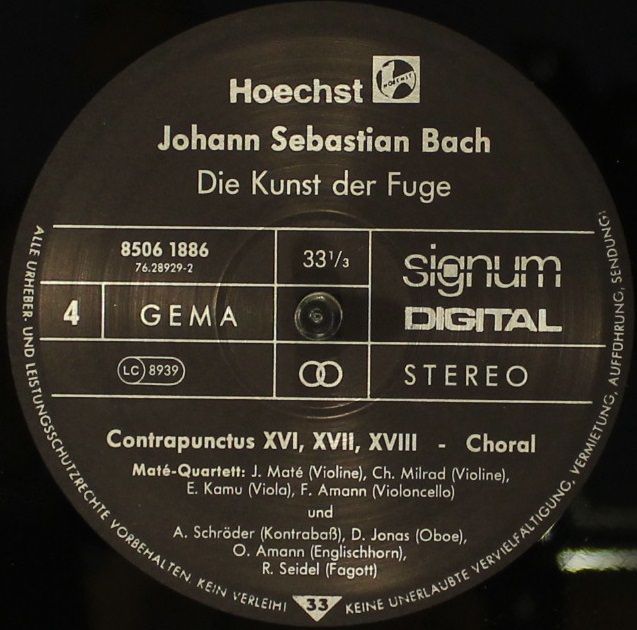 Hoechst
HOECHST
Johann Sebastian Bach
Die Kunst der Fuge
8506 1886
76.28929-2
33 1/3
signum
DIGITAL
4
GEMA
LC 8939
STEREO
Contrapunctus XVI, XVII, XVIII - Choral
Maté-Quartett: J. Maté (Violine), Ch. Milrad (Violine),
E. Kamu (Viola), F. Amann (Violoncello)
und
A. Schröder (Kontrabaß), D. Jonas (Oboe),
O. Amann (Englischhorn),
R. Seidel (Fagott)
ALLE URHEBER- UND LEISTUNGSSCHUTZRECHTE VORBEHALTEN. KEIN VERLEIH! 33 KEINE UNERLAUBTE VERVIELFÄLTIGUNG, VERMIETUNG, AUFFÜHRUNG, SENDUNG!